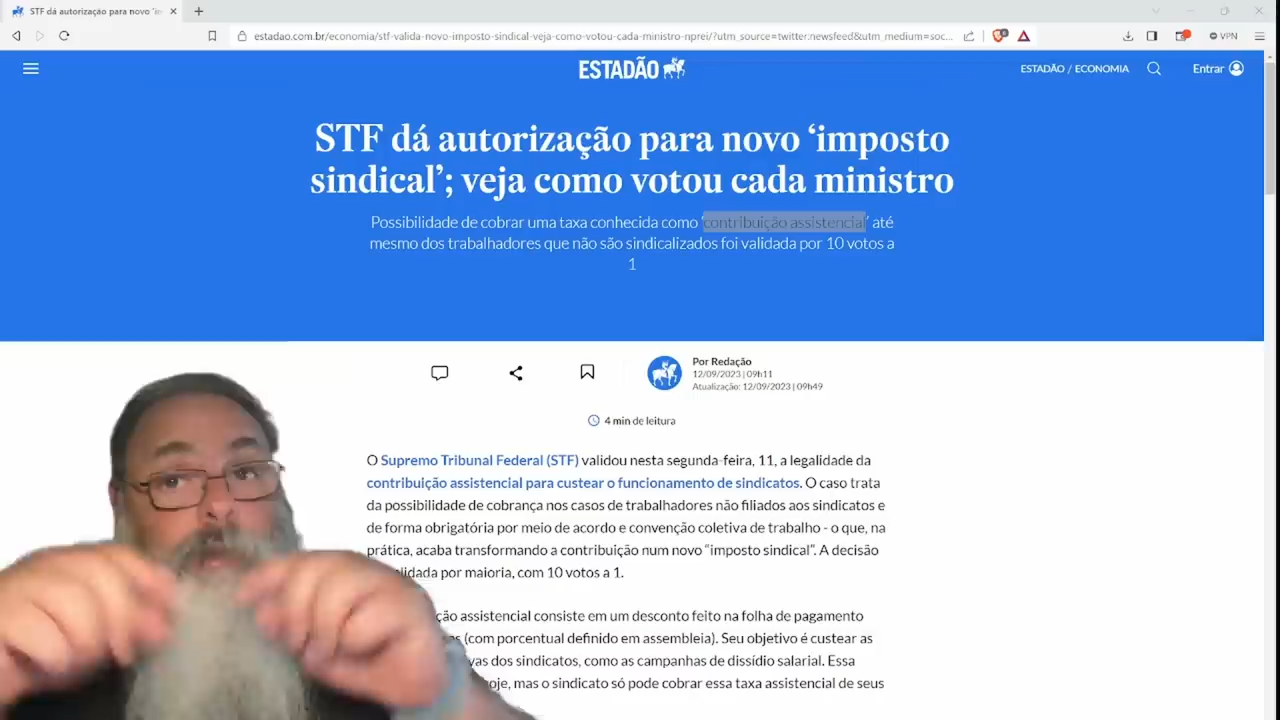 STF dá autorização para novo 'im
estadao.com.br/economia/stf-valida-novo-imposto-sindical-veja-como-votou-cada-ministro-nprei/?utm_source=twitter:newsfeed&utm_medium=soc...
VPN
ESTADÃO
ESTADÃO / ECONOMIA
Entrar
STF dá autorização para novo ‘imposto
sindical’; veja como votou cada ministro
Possibilidade de cobrar uma taxa conhecida como ‘contribuição assistencial’ até
mesmo dos trabalhadores que não são sindicalizados foi validada por 10 votos a
1
Por Redação
12/09/2023 | 09h11
Atualização: 12/09/2023 | 09h49
4 min de leitura
O Supremo Tribunal Federal (STF) validou nesta segunda-feira, 11, a legalidade da
contribuição assistencial para custear o funcionamento de sindicatos. O caso trata
da possibilidade de cobrança nos casos de trabalhadores não filiados aos sindicatos e
de forma obrigatória por meio de acordo e convenção coletiva de trabalho - o que, na
prática, acaba transformando a contribuição num novo “imposto sindical”. A decisão
lidada por maioria, com 10 votos a 1.
ção assistencial consiste em um desconto feito na folha de pagamento
(com porcentual definido em assembleia). Seu objetivo é custear as
vas dos sindicatos, como as campanhas de dissídio salarial. Essa
hoje, mas o sindicato só pode cobrar essa taxa assistencial de seus